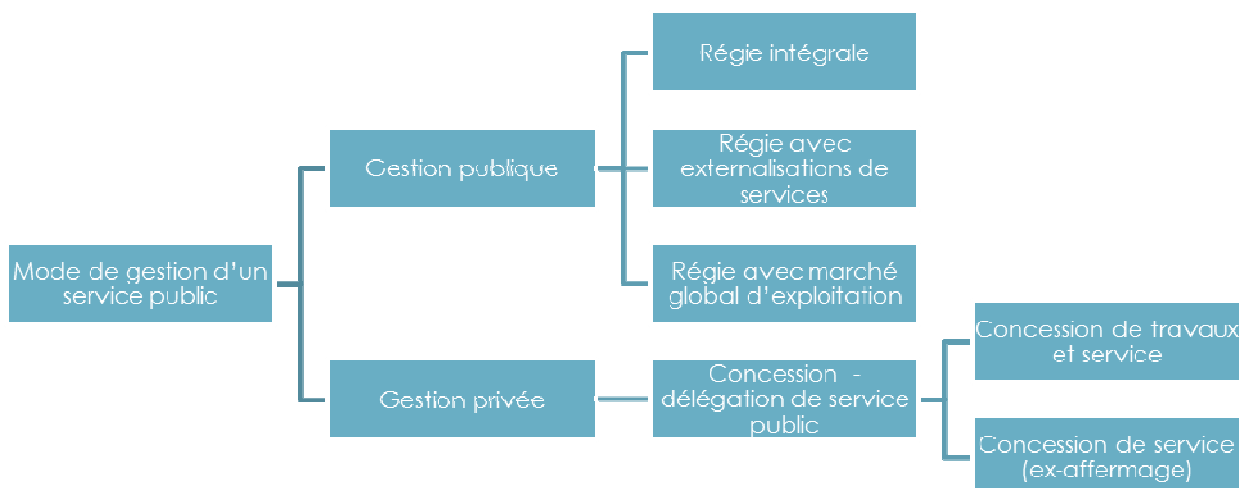 Mode de gestion d'un
service public
Gestion publique
Régie intégrale
Régie avec
externalisations de
services
Régie avec marché
global d'exploitation
Gestion privée
Concession -
délégation de service
public
Concession de travaux
et service
Concession de service
(ex-affermage)